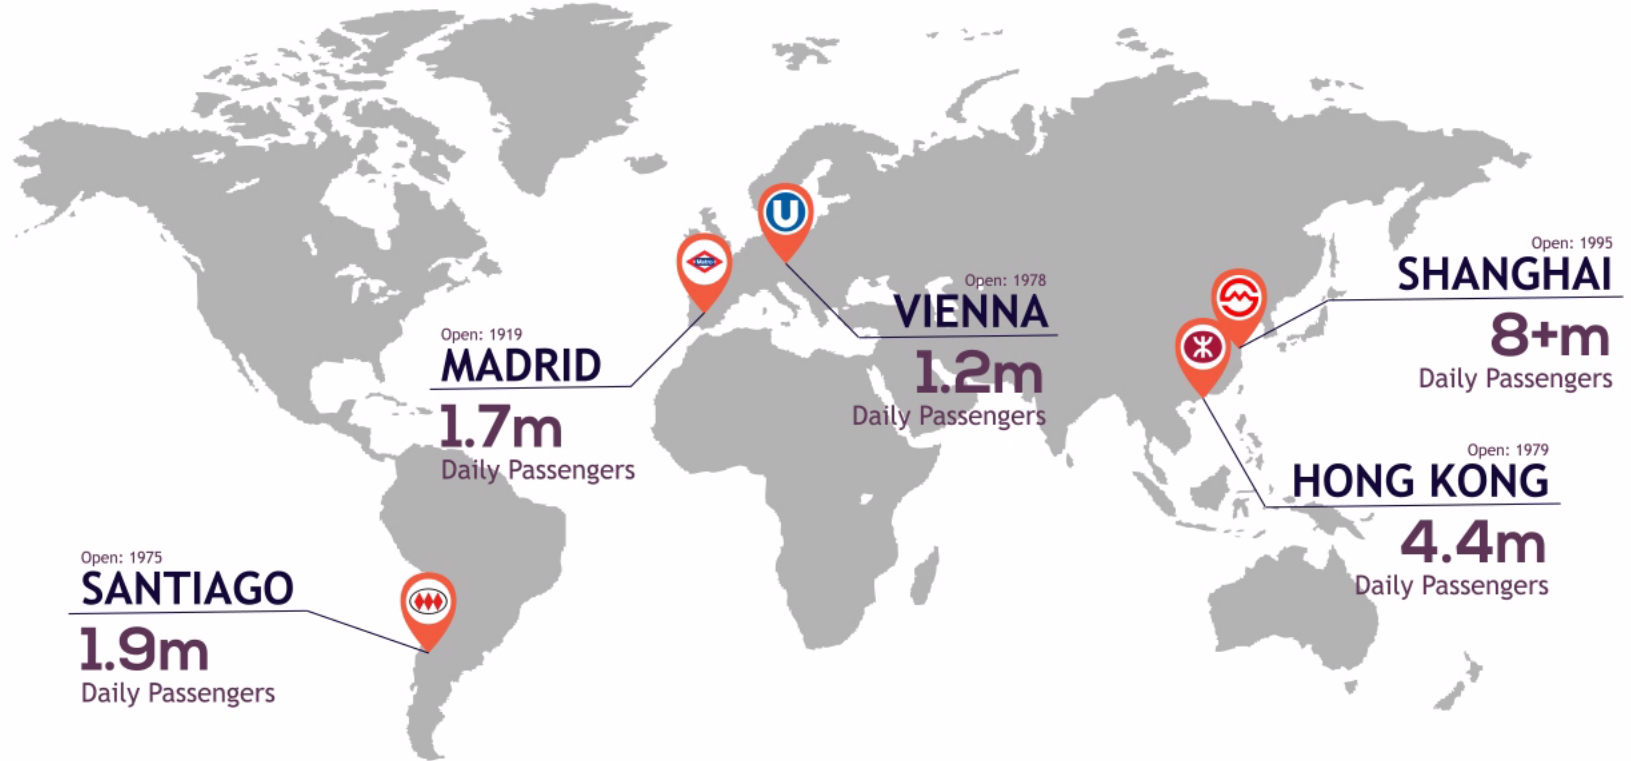 Open: 1995
SHANGHAI
8+m
Daily Passengers
Open: 1978
VIENNA
1.2m
Daily Passengers
Open: 1919
MADRID
1.7m
Daily Passengers
Open: 1979
HONG KONG
4.4m
Daily Passengers
Open: 1975
SANTIAGO
1.9m
Daily Passengers
U
Metro